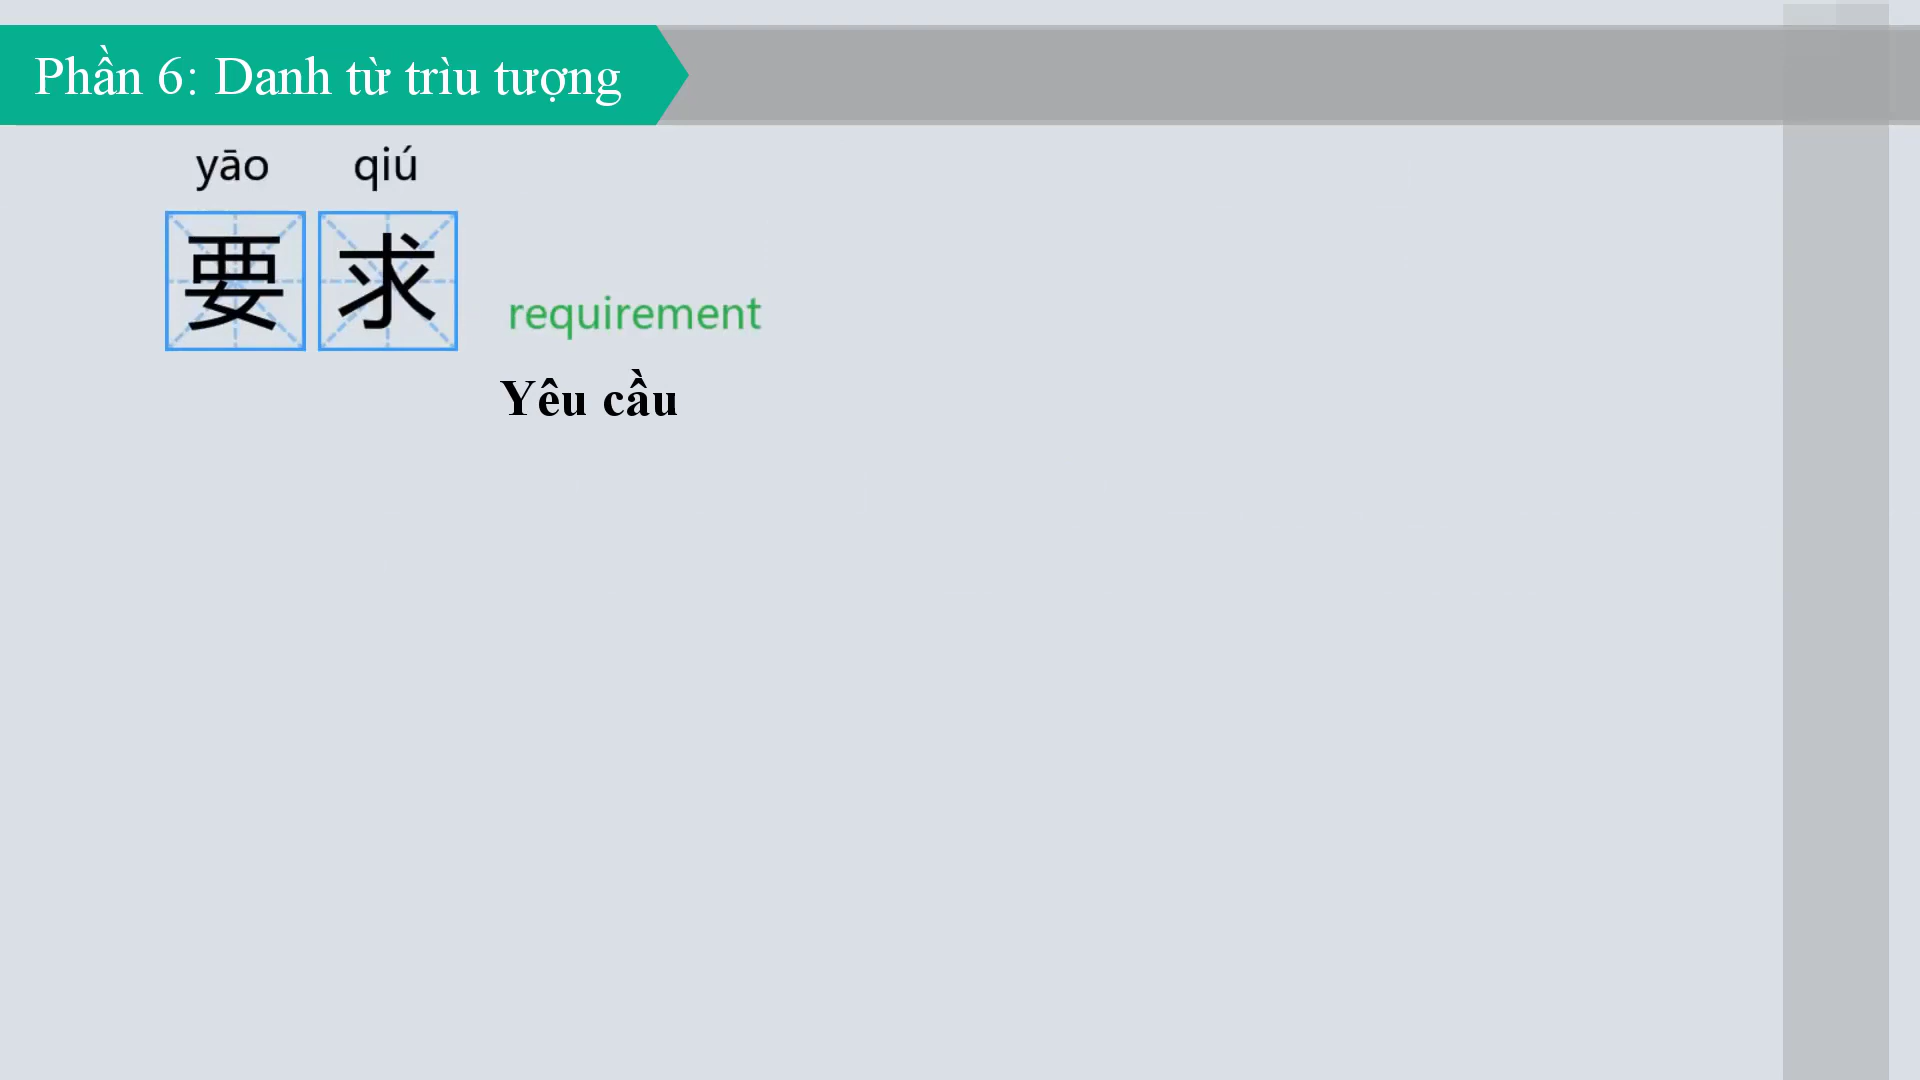 Phần 6: Danh từ trìu tượng
yāo qiú
要求
requirement
Yêu cầu